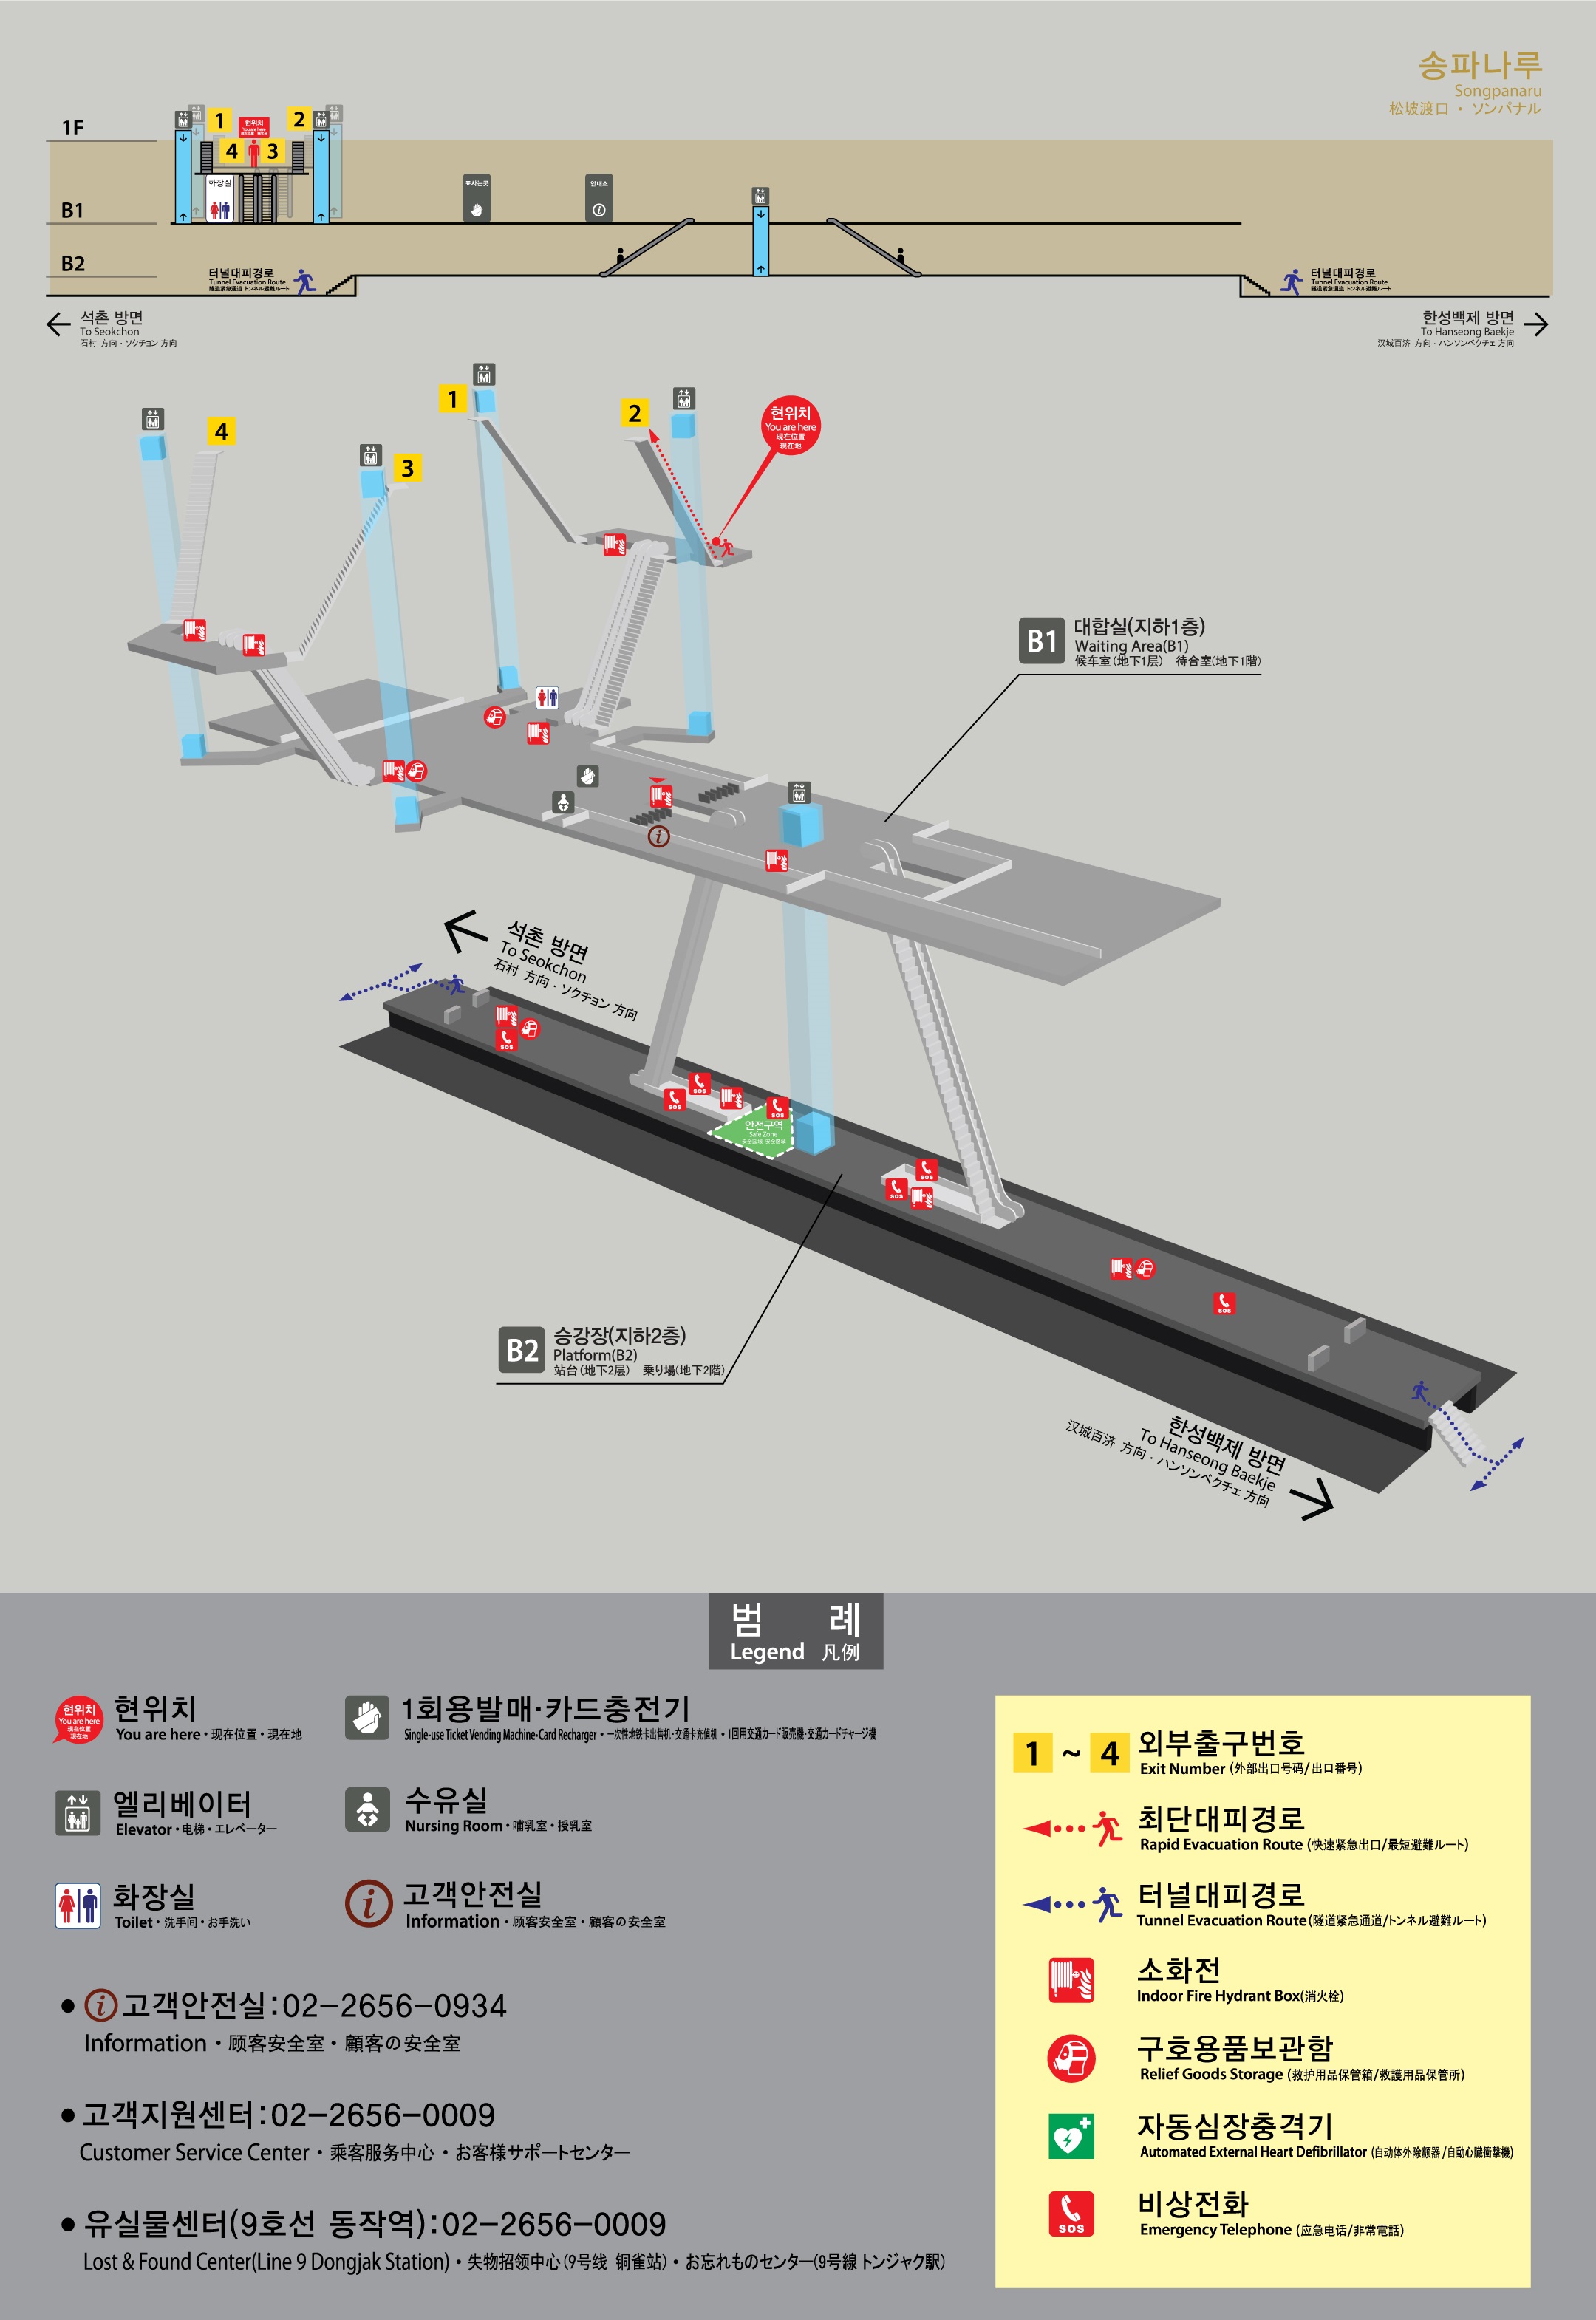 송파나루
Songpanaru
松坡渡口 · ソンパナル
1F
B1
B2
1
2
4
3
현위치
You are here
화장실
표사는곳
안내소
터널대피경로
Tunnel Evacuation Route
隧道紧急通道 トンネル避難ルート
터널대피경로
Tunnel Evacuation Route
隧道紧急通道 トンネル避難ルート
석촌 방면
To Seokchon
石村 方向 · ソクチョン 方向
한성백제 방면
To Hanseong Baekje
汉城百济 方向 · ハンソンベクチェ 方向
4
3
1
2
현위치
You are here
现在位置
現在地
B1
대합실(지하1층)
Waiting Area(B1)
候车室(地下1层) 待合室(地下1階)
석촌 방면
To Seokchon
石村 方向 · ソクチョン 方向
SOS
SOS
SOS
SOS
안전구역
Safe Zone
SOS
SOS
SOS
B2
승강장(지하2층)
Platform(B2)
站台(地下2层) 乗り場(地下2階)
한성백제 방면
To Hanseong Baekje
汉城百济 方向 · ハンソンベクチェ 方向
범 례
Legend 凡例
현위치
You are here
现在位置
現在地
현위치
You are here · 现在位置 · 現在地
1회용발매·카드충전기
Single-use Ticket Vending Machine·Card Recharger · 一次性地铁卡出售机·交通卡充值机 · 1回用交通カード販売機·交通カードチャージ機
엘리베이터
Elevator · 电梯 · エレベーター
수유실
Nursing Room · 哺乳室 · 授乳室
화장실
Toilet · 洗手间 · お手洗い
고객안전실
Information · 顾客安全室 · 顧客の安全室
● 고객안전실:02-2656-0934
Information · 顾客安全室 · 顧客の安全室
● 고객지원센터:02-2656-0009
Customer Service Center · 乘客服务中心 · お客様サポートセンター
● 유실물센터(9호선 동작역):02-2656-0009
Lost & Found Center(Line 9 Dongjak Station) · 失物招领中心(9号线 铜雀站) · お忘れものセンター(9号線 トンジャク駅)
1 ~ 4 외부출구번호
Exit Number (外部出口号码/出口番号)
최단대피경로
Rapid Evacuation Route (快速紧急出口/最短避難ルート)
터널대피경로
Tunnel Evacuation Route(隧道紧急通道/トンネル避難ルート)
소화전
Indoor Fire Hydrant Box(消火栓)
구호용품보관함
Relief Goods Storage (救护用品保管箱/救護用品保管所)
자동심장충격기
Automated External Heart Defibrillator (自动体外除颤器/自動心臓衝撃機)
SOS
비상전화
Emergency Telephone (应急电话/非常電話)